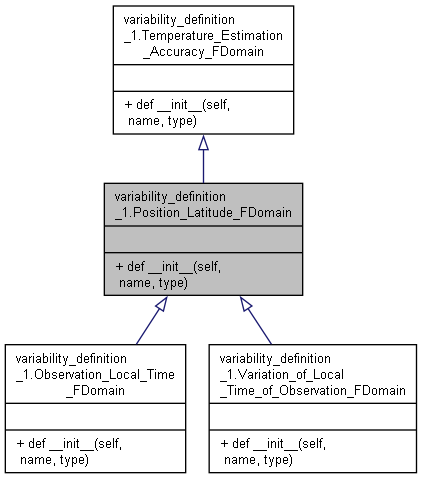 variability_definition
_1.Temperature_Estimation
_Accuracy_FDomain
+ def __init__(self,
name, type)
variability_definition
_1.Position_Latitude_FDomain
+ def __init__(self,
name, type)
variability_definition
_1.Observation_Local_Time
_FDomain
+ def __init__(self,
name, type)
variability_definition
_1.Variation_of_Local
_Time_of_Observation_FDomain
+ def __init__(self,
name, type)